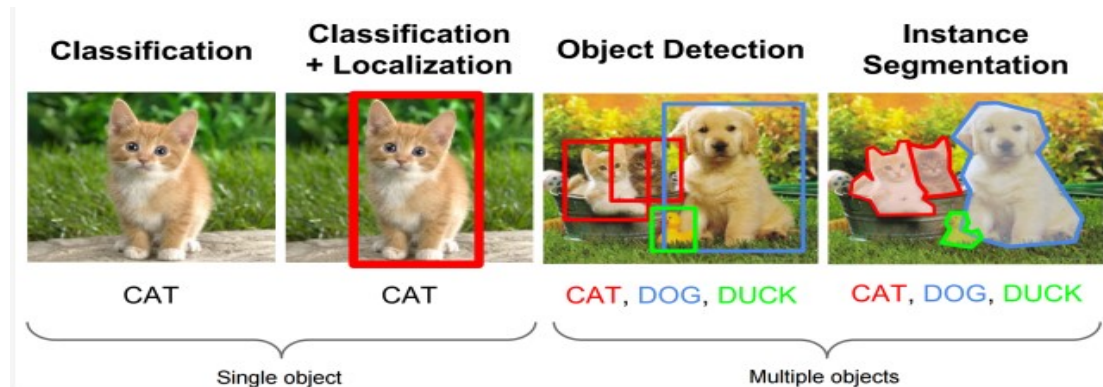 Classification
Classification
+ Localization
Object Detection
Instance
Segmentation
CAT
CAT
CAT, DOG, DUCK
CAT, DOG, DUCK
Single object
Multiple objects